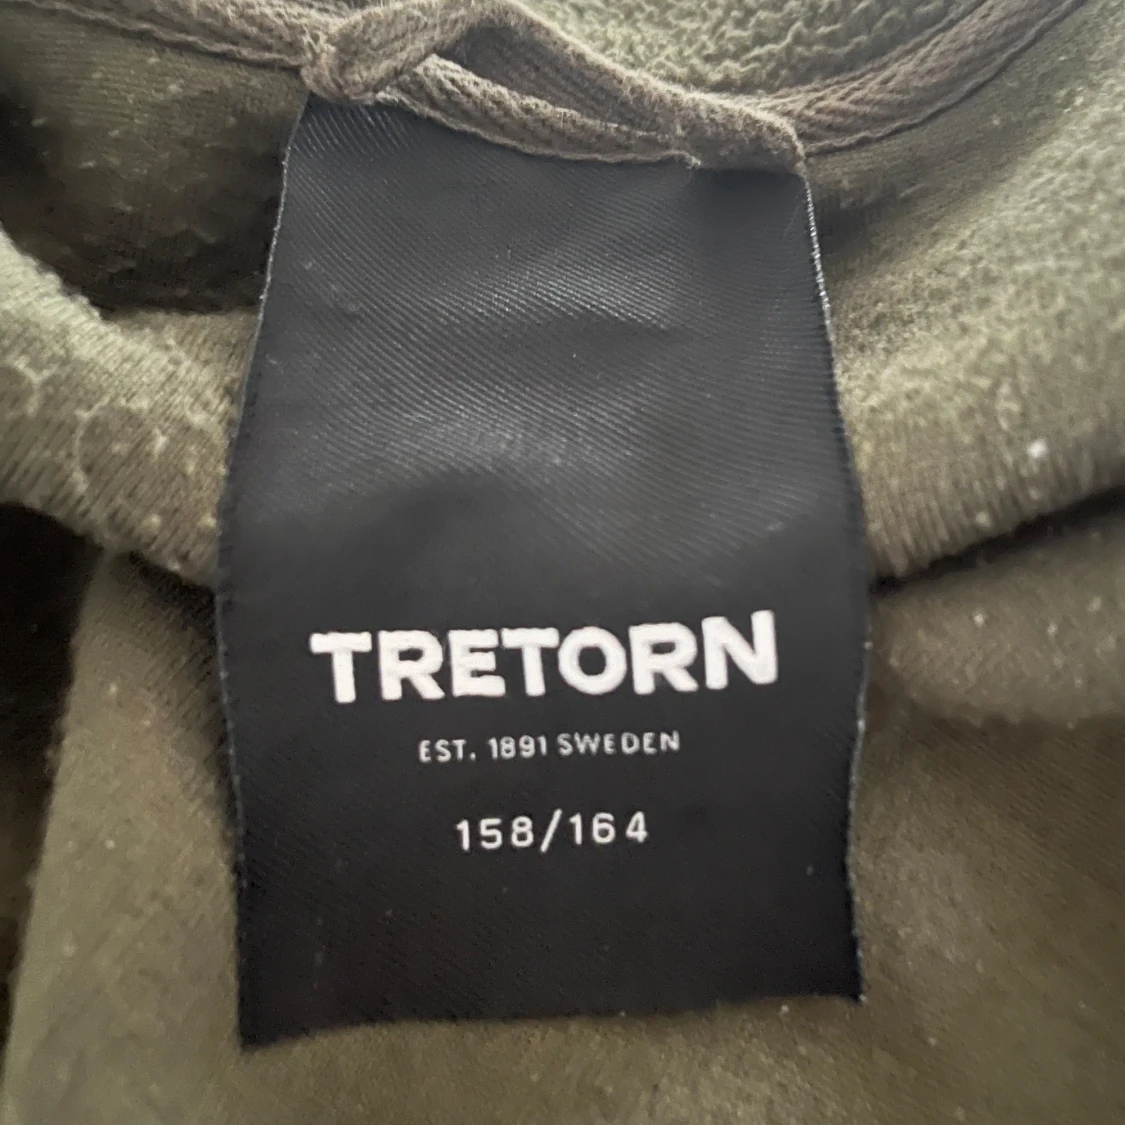 TRETORN
EST. 1891 SWEDEN
158/164